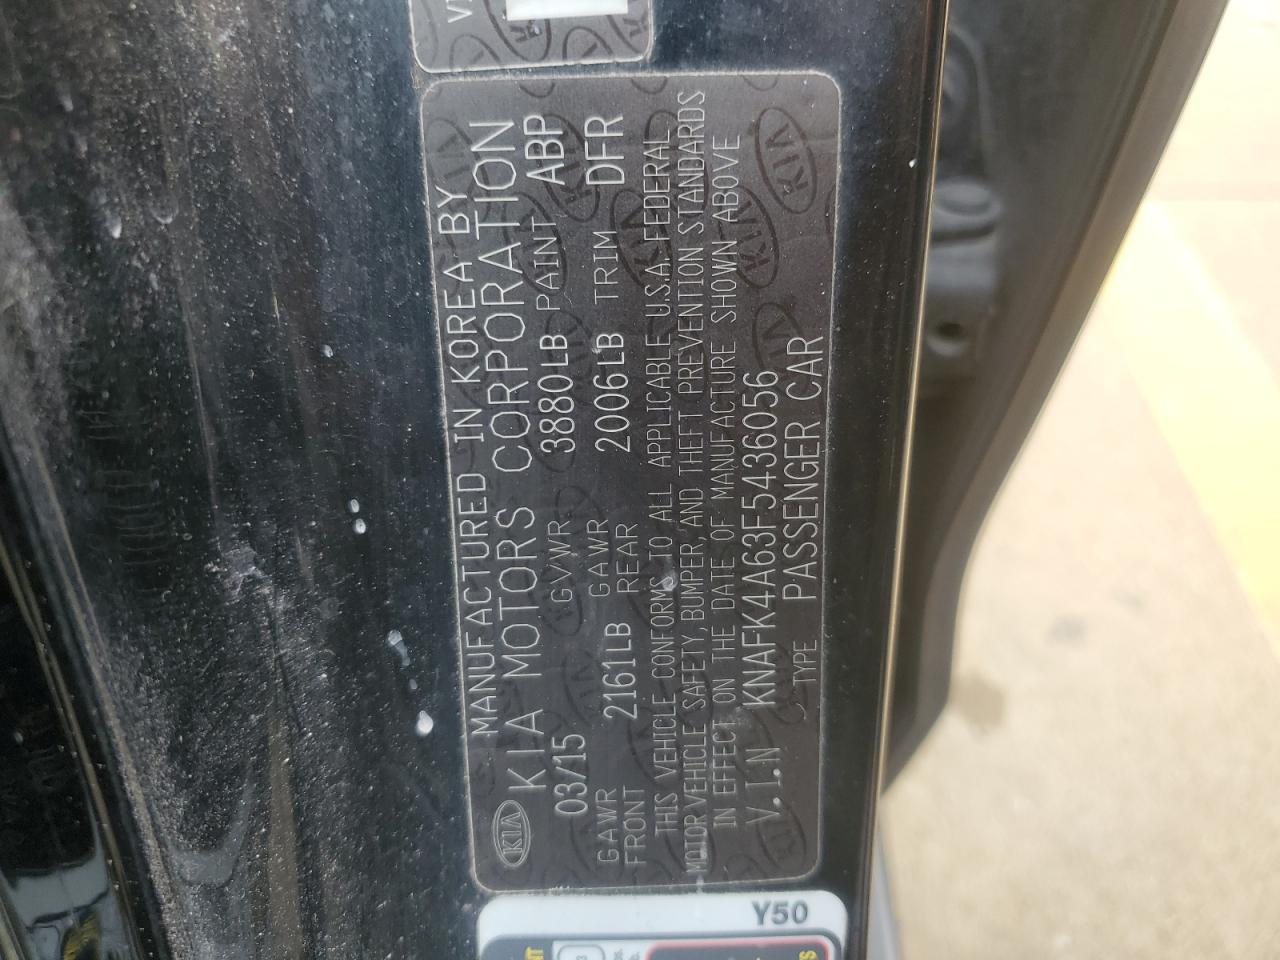 MANUFACTURED IN KOREA BY
KIA MOTORS CORPORATION
KIA
03/15 GVWR 3880LB PAINT ABP
GAWR FRONT 2161LB GAWR REAR 2006LB TRIM DFR
THIS VEHICLE CONFORMS TO ALL APPLICABLE U.S.A. FEDERAL
MOTOR VEHICLE SAFETY, BUMPER, AND THEFT PREVENTION STANDARDS
IN EFFECT ON THE DATE OF MANUFACTURE SHOWN ABOVE
V.I.N KNAFK4A63F5436056
TYPE PASSENGER CAR
Y50